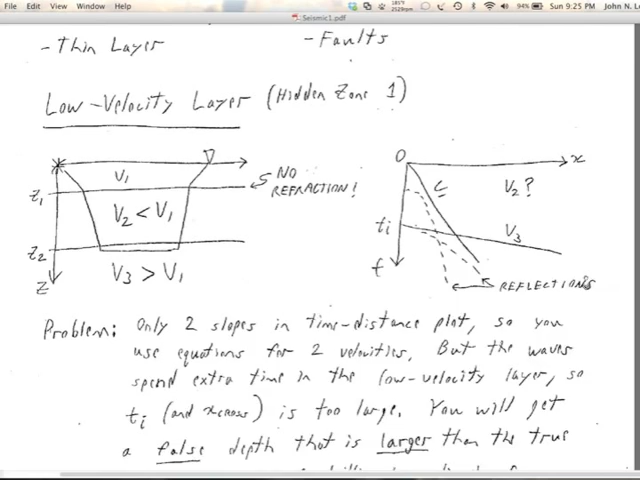 File Edit View Window Help
185°F
2529rpm
94%
Sun 9:25 PM
John N. L
Seismic1.pdf
- Thin Layer
- Faults
Low-Velocity Layer (Hidden Zone 1)
V₁
Z₁
NO
REFRACTION!
V₂ < V₁
Z₂
V₃ > V₁
Z
0
x
V₂?
tᵢ
V₃
t
REFLECTIONS
Problem: Only 2 slopes in time-distance plot, so you
use equations for 2 velocities. But the waves
spend extra time in the low-velocity layer, so
tᵢ (and xcross) is too large. You will get
a false depth that is larger than the true